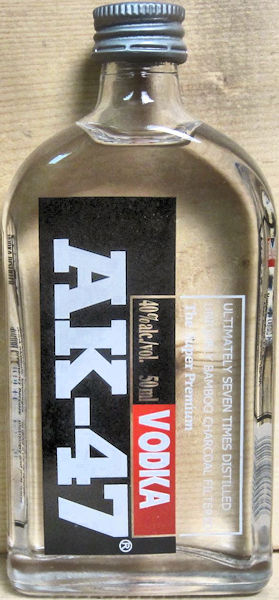 ULTIMATELY SEVEN TIMES DISTILLED
BAMBOO CHARCOAL FILTERED
The Super Premium
40%alc/vol. 50ml VODKA
AK-47®